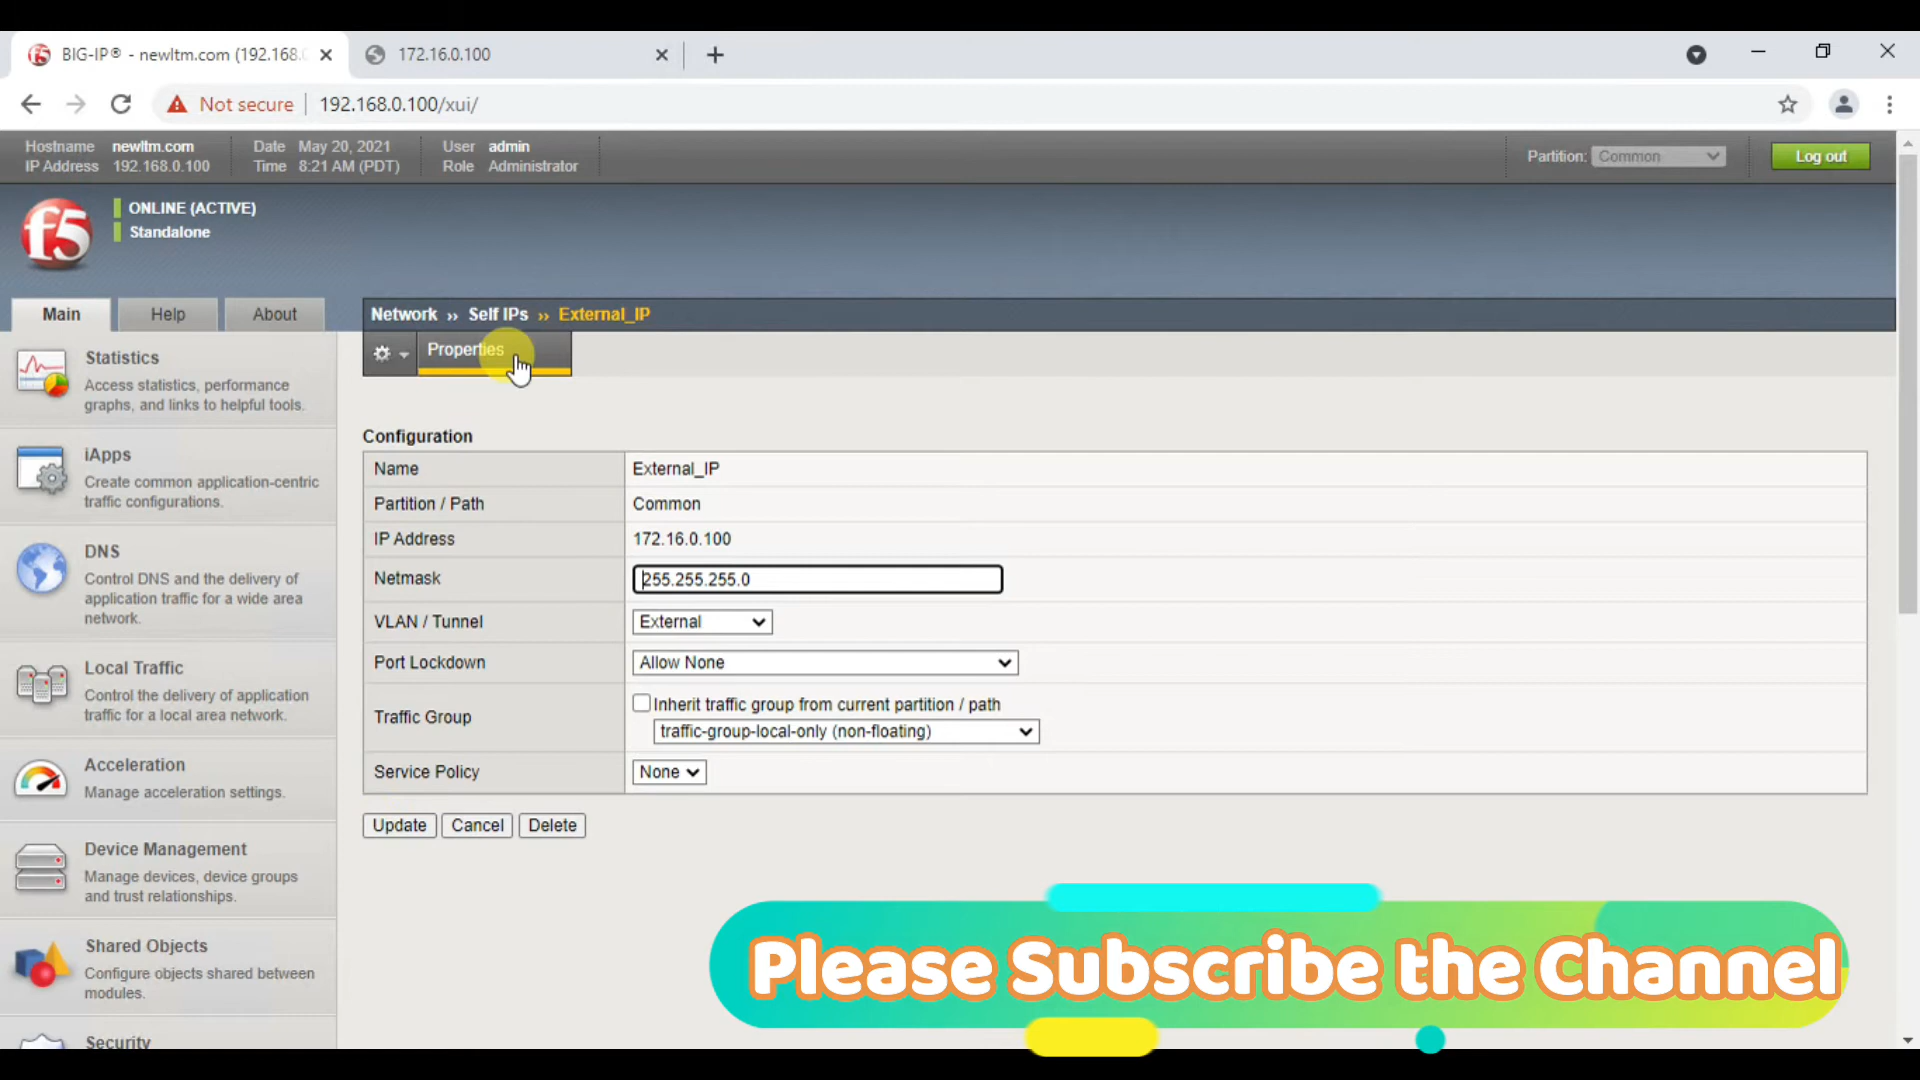 BIG-IP® - newltm.com (192.168.0
172.16.0.100
Not secure
192.168.0.100/xui/
Hostname newltm.com
IP Address 192.168.0.100
Date May 20, 2021
Time 8:21 AM (PDT)
User admin
Role Administrator
Partition: Common
Log out
f5
ONLINE (ACTIVE)
Standalone
Main
Help
About
Network ›› Self IPs ›› External_IP
Properties
Statistics
Access statistics, performance
graphs, and links to helpful tools.
iApps
Create common application-centric
traffic configurations.
DNS
Control DNS and the delivery of
application traffic for a wide area
network.
Local Traffic
Control the delivery of application
traffic for a local area network.
Acceleration
Manage acceleration settings.
Device Management
Manage devices, device groups
and trust relationships.
Shared Objects
Configure objects shared between
modules.
Security
Configuration
Name External_IP
Partition / Path Common
IP Address 172.16.0.100
Netmask 255.255.255.0
VLAN / Tunnel External
Port Lockdown Allow None
Traffic Group
Inherit traffic group from current partition / path
traffic-group-local-only (non-floating)
Service Policy None
Update Cancel Delete
Please Subscribe the Channel